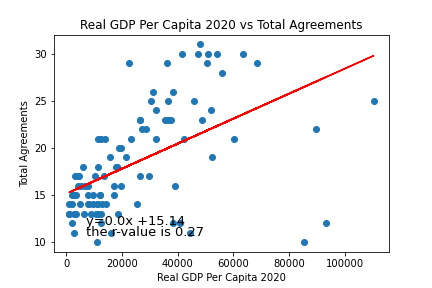 Real GDP Per Capita 2020 vs Total Agreements
30
25
20
15
10
Total Agreements
y=0.0x +15.14
the r-value is 0.27
0 20000 40000 60000 80000 100000
Real GDP Per Capita 2020